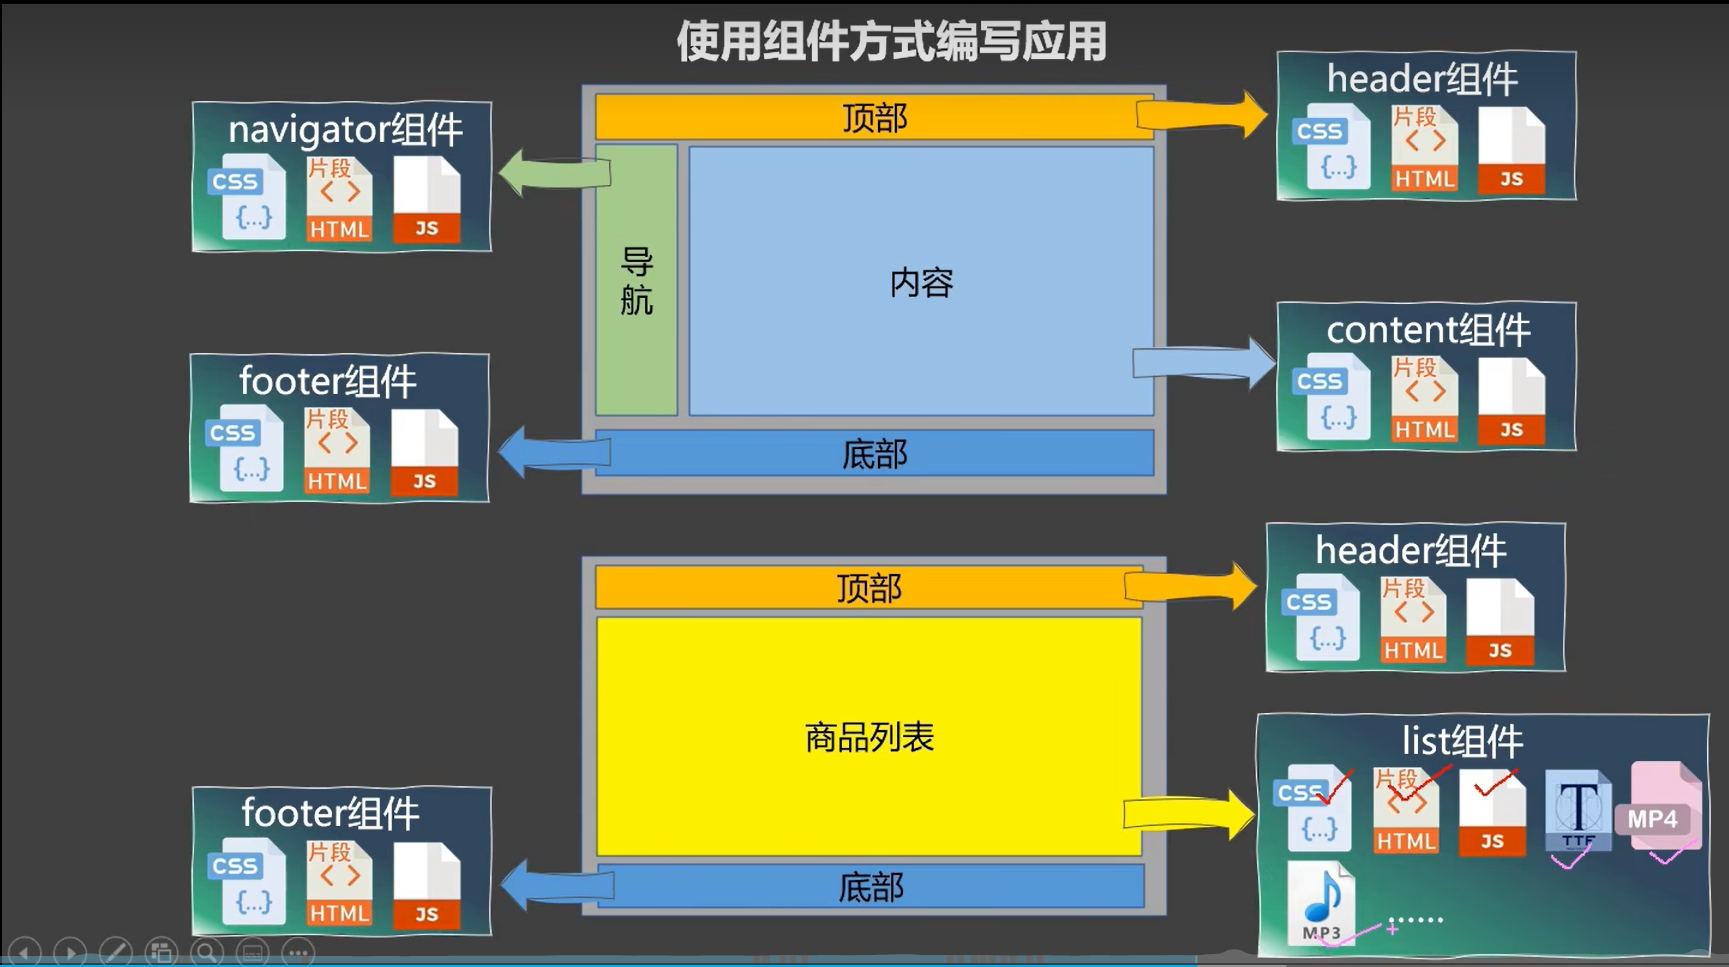 使用组件方式编写应用
navigator组件
CSS
{...}
片段
< >
HTML
JS
顶部
导航
内容
底部
header组件
CSS
{...}
片段
< >
HTML
JS
footer组件
CSS
{...}
片段
< >
HTML
JS
content组件
CSS
{...}
片段
< >
HTML
JS
顶部
商品列表
底部
header组件
CSS
{...}
片段
< >
HTML
JS
footer组件
CSS
{...}
片段
< >
HTML
JS
list组件
CSS
{...}
片段
< >
HTML
JS
T
TTF
MP4
MP3
······